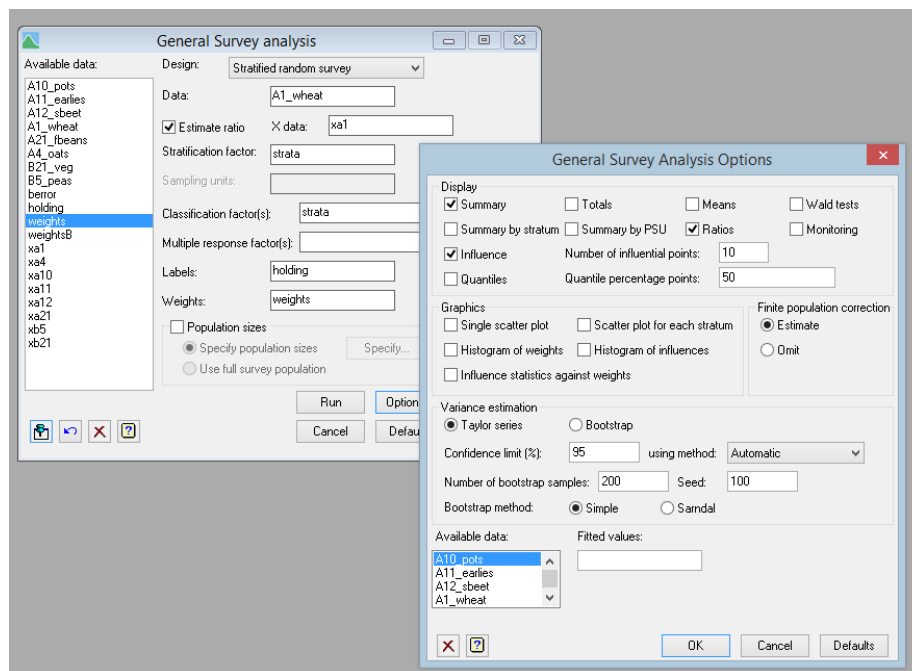 General Survey analysis
Available data:
A10_pots
A11_earlies
A12_sbeet
A1_wheat
A21_fbeans
A4_oats
B21_veg
B5_peas
berror
holding
weights
weightsB
xa1
xa4
xa10
xa11
xa12
xa21
xb5
xb21
Design: Stratified random survey
Data: A1_wheat
Estimate ratio X data: xa1
Stratification factor: strata
Sampling units:
Classification factor(s): strata
Multiple response factor(s):
Labels: holding
Weights: weights
Population sizes
Specify population sizes Specify...
Use full survey population
Run Option
Cancel Defau
General Survey Analysis Options
Display
Summary Totals Means Wald tests
Summary by stratum Summary by PSU Ratios Monitoring
Influence Number of influential points: 10
Quantiles Quantile percentage points: 50
Graphics
Single scatter plot Scatter plot for each stratum
Histogram of weights Histogram of influences
Influence statistics against weights
Finite population correction
Estimate
Omit
Variance estimation
Taylor series Bootstrap
Confidence limit (%): 95 using method: Automatic
Number of bootstrap samples: 200 Seed: 100
Bootstrap method: Simple Sarndal
Available data: Fitted values:
A10_pots
A11_earlies
A12_sbeet
A1_wheat
OK Cancel Defaults